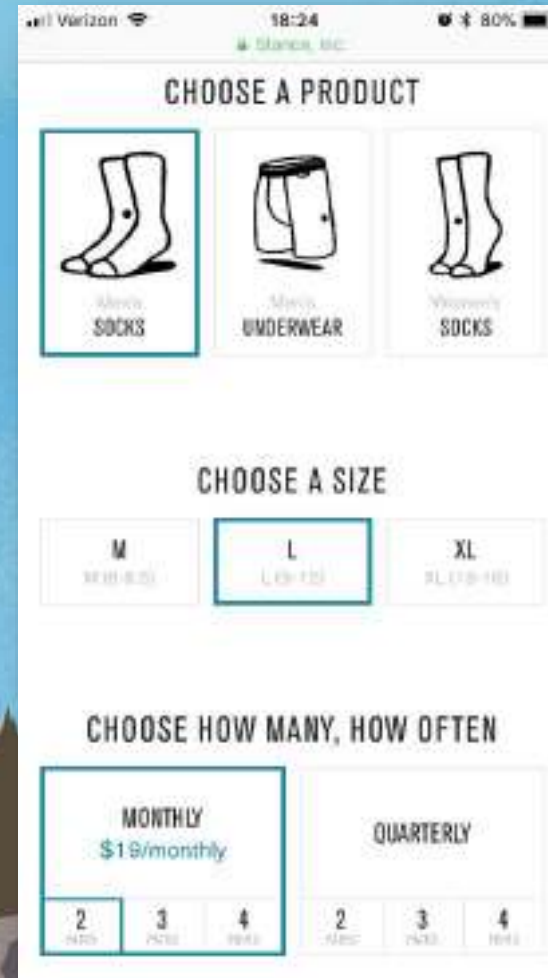 Verizon 18:24 80%
Stance, Inc.
CHOOSE A PRODUCT
Men's Men's Women's
SOCKS UNDERWEAR SOCKS
CHOOSE A SIZE
M L XL
CHOOSE HOW MANY, HOW OFTEN
MONTHLY
$19/monthly
QUARTERLY
2 3 4 2 3 4